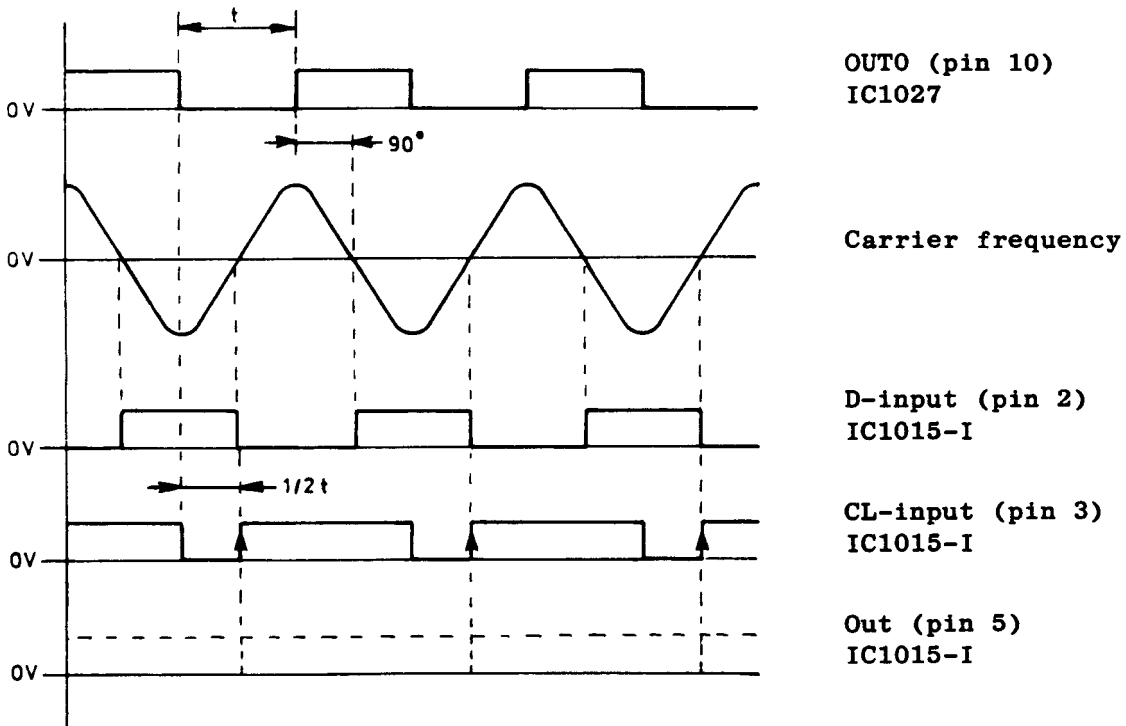 t
OUTO (pin 10)
IC1027
0V
90°
Carrier frequency
0V
D-input (pin 2)
IC1015-I
0V
1/2 t
CL-input (pin 3)
IC1015-I
0V
Out (pin 5)
IC1015-I
0V